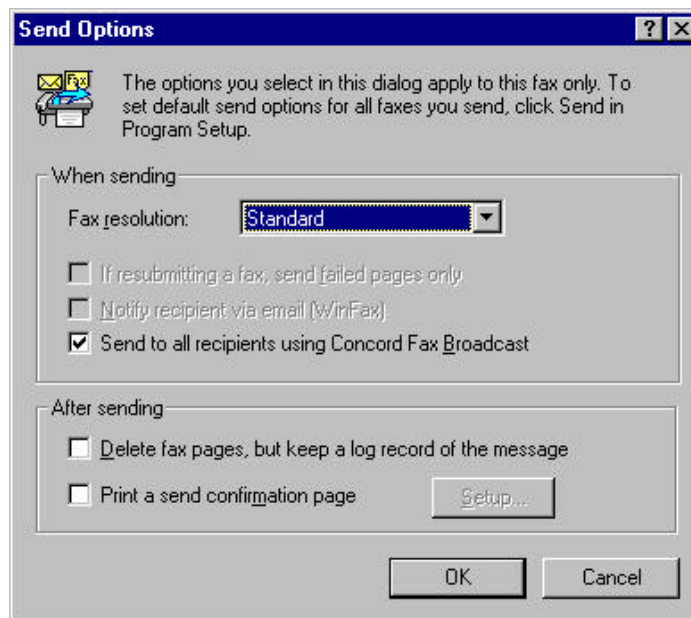 Send Options
Fax
The options you select in this dialog apply to this fax only. To
set default send options for all faxes you send, click Send in
Program Setup.
When sending
Fax resolution: Standard
If resubmitting a fax, send failed pages only
Notify recipient via email (WinFax)
Send to all recipients using Concord Fax Broadcast
After sending
Delete fax pages, but keep a log record of the message
Print a send confirmation page Setup...
OK Cancel